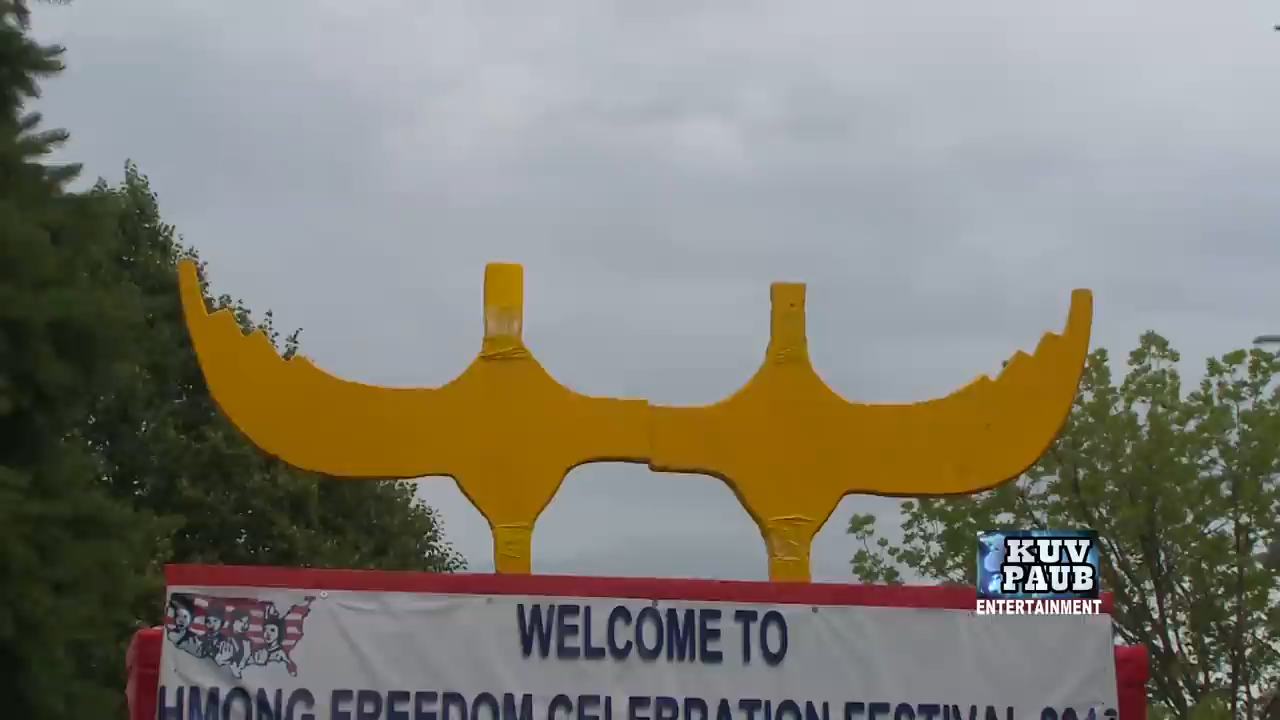 WELCOME TO
HMONG FREEDOM CELEBRATION FESTIVAL
KUV
PAUB
ENTERTAINMENT